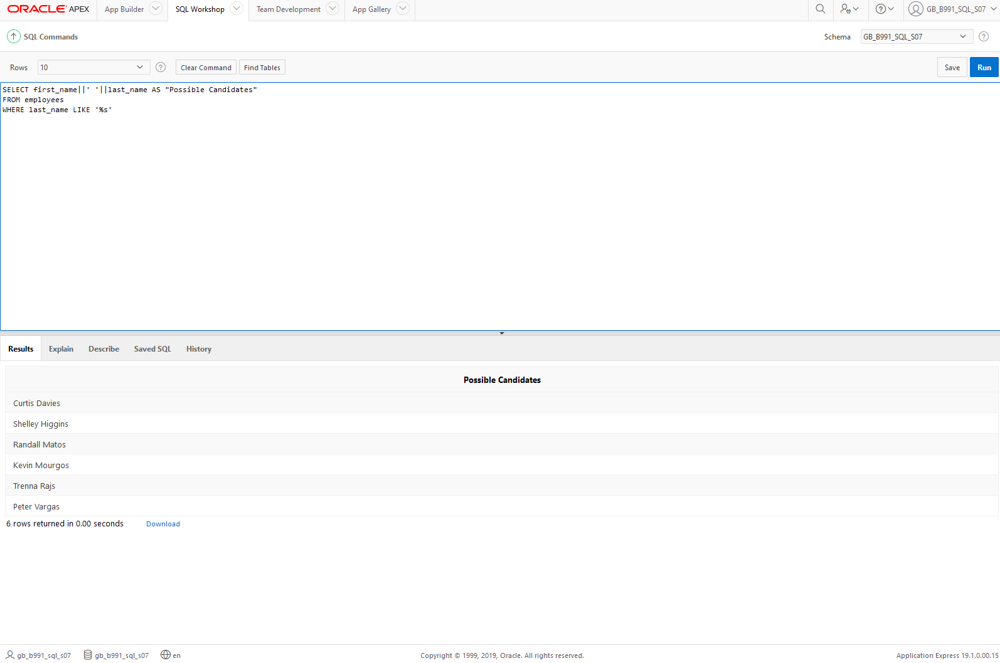 ORACLE APEX App Builder SQL Workshop Team Development App Gallery GB_B991_SQL_S07
SQL Commands Schema GB_B991_SQL_S07
Rows 10 Clear Command Find Tables Save Run
SELECT first_name||' '||last_name AS "Possible Candidates"
FROM employees
WHERE last_name LIKE '%s'
Results Explain Describe Saved SQL History
Possible Candidates
Curtis Davies
Shelley Higgins
Randall Matos
Kevin Mourgos
Trenna Rajs
Peter Vargas
6 rows returned in 0.00 seconds Download
gb_b991_sql_s07 gb_b991_sql_s07 en Copyright © 1999, 2019, Oracle. All rights reserved. Application Express 19.1.0.00.15